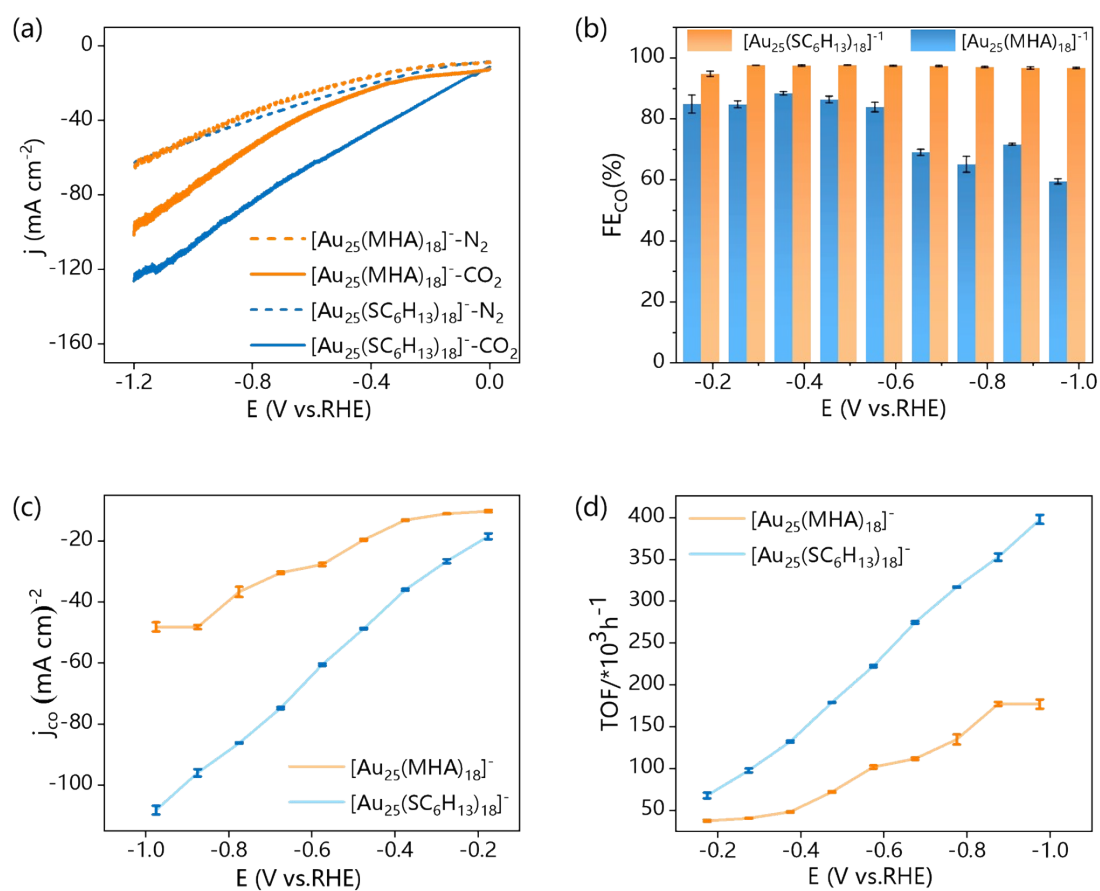 (a)
0
-40
-80
-120
-160
j (mA cm⁻²)
[Au₂₅(MHA)₁₈]⁻-N₂
[Au₂₅(MHA)₁₈]⁻-CO₂
[Au₂₅(SC₆H₁₃)₁₈]⁻-N₂
[Au₂₅(SC₆H₁₃)₁₈]⁻-CO₂
-1.2 -0.8 -0.4 0.0
E (V vs.RHE)
(b)
[Au₂₅(SC₆H₁₃)₁₈]⁻¹ [Au₂₅(MHA)₁₈]⁻¹
100
80
60
40
20
0
FE_CO(%)
-0.2 -0.4 -0.6 -0.8 -1.0
E (V vs.RHE)
(c)
-20
-40
-60
-80
-100
j_co (mA cm)⁻²
[Au₂₅(MHA)₁₈]⁻
[Au₂₅(SC₆H₁₃)₁₈]⁻
-1.0 -0.8 -0.6 -0.4 -0.2
E (V vs.RHE)
(d)
[Au₂₅(MHA)₁₈]⁻
[Au₂₅(SC₆H₁₃)₁₈]⁻
400
350
300
250
200
150
100
50
TOF/*10³h⁻¹
-0.2 -0.4 -0.6 -0.8 -1.0
E (V vs.RHE)